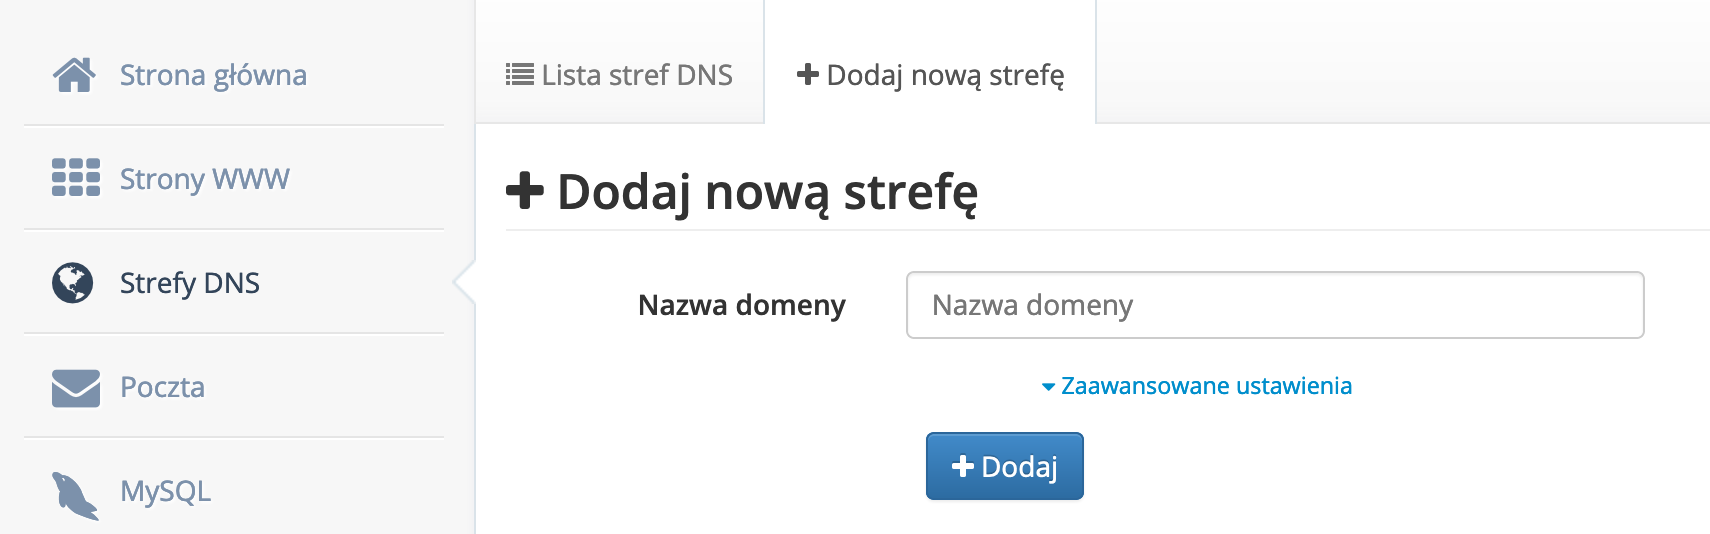 Strona główna
Strony WWW
Strefy DNS
Poczta
MySQL
Lista stref DNS
Dodaj nową strefę
Dodaj nową strefę
Nazwa domeny
Nazwa domeny
Zaawansowane ustawienia
Dodaj